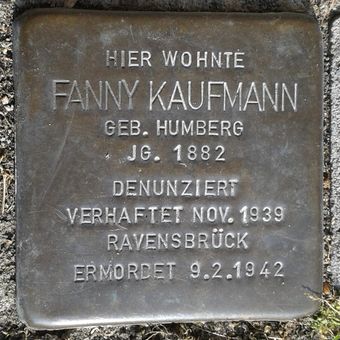 HIER WOHNTE
FANNY KAUFMANN
GEB. HUMBERG
JG. 1882
DENUNZIERT
VERHAFTET NOV. 1939
RAVENSBRÜCK
ERMORDET 9.2.1942